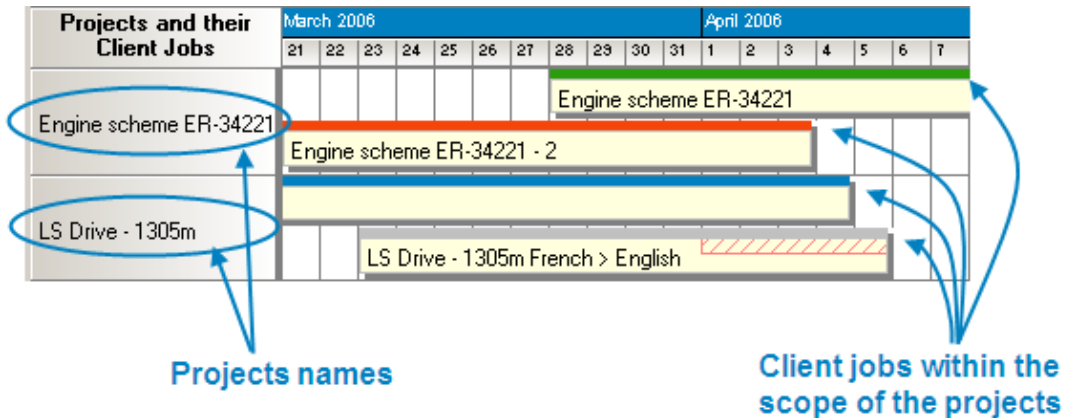 Projects and their
Client Jobs
March 2006
April 2006
21 22 23 24 25 26 27 28 29 30 31 1 2 3 4 5 6 7
Engine scheme ER-34221
Engine scheme ER-34221
Engine scheme ER-34221 - 2
LS Drive - 1305m
LS Drive - 1305m French > English
Projects names
Client jobs within the
scope of the projects